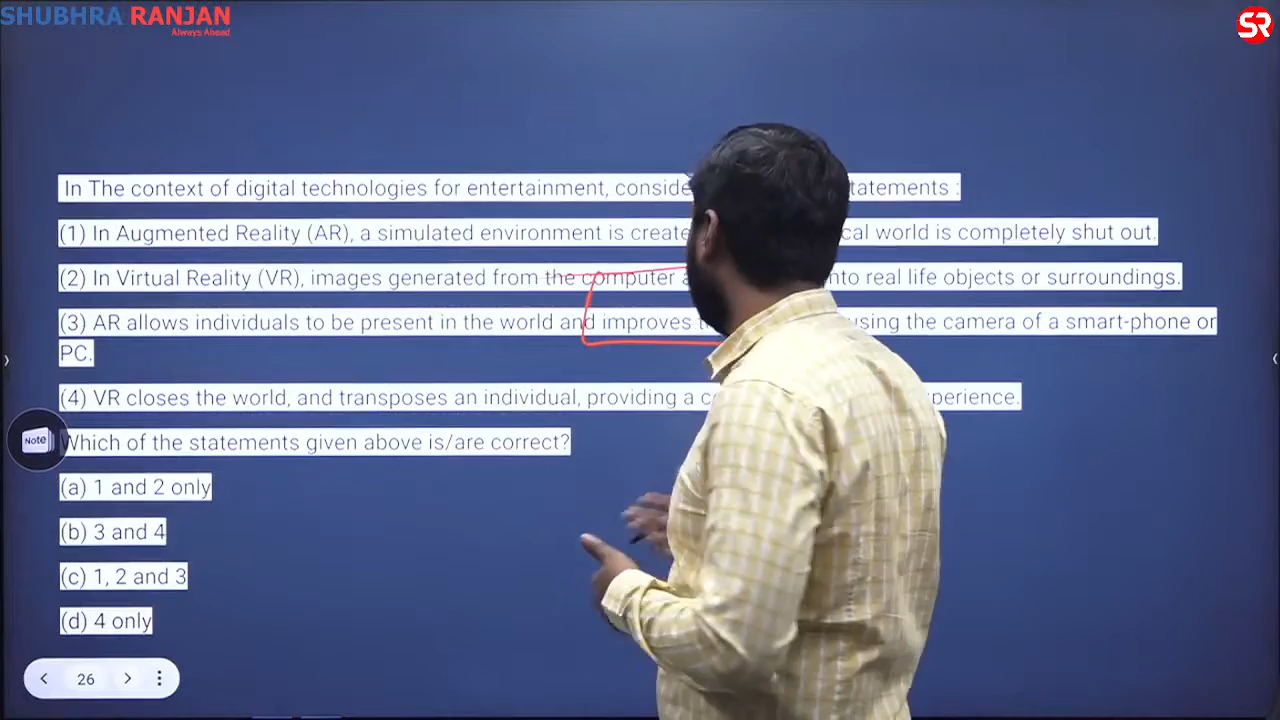 SHUBHRA RANJAN
Always Ahead
SR
In The context of digital technologies for entertainment, statements :
(1) In Augmented Reality (AR), a simulated environment is world is completely shut out.
(2) In Virtual Reality (VR), images generated from the computer into real life objects or surroundings.
(3) AR allows individuals to be present in the world and improves using the camera of a smart-phone or
PC.
(4) VR closes the world, and transposes an individual, providing a
Note
Which of the statements given above is/are correct?
(a) 1 and 2 only
(b) 3 and 4
(c) 1, 2 and 3
(d) 4 only
26